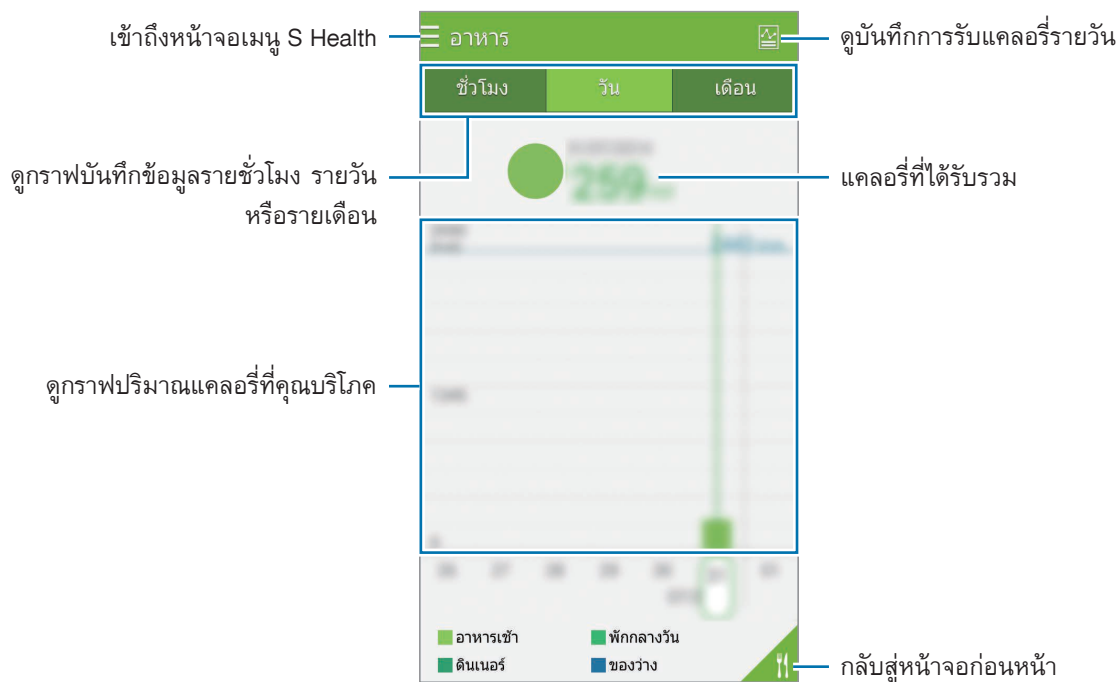 เข้าถึงหน้าจอเมนู S Health
อาหาร
ดูบันทึกการรับแคลอรี่รายวัน
ชั่วโมง วัน เดือน
ดูกราฟบันทึกข้อมูลรายชั่วโมง รายวัน
หรือรายเดือน
259
แคลอรี่ที่ได้รับรวม
ดูกราฟปริมาณแคลอรี่ที่คุณบริโภค
อาหารเช้า พักกลางวัน
ดินเนอร์ ของว่าง
กลับสู่หน้าจอก่อนหน้า